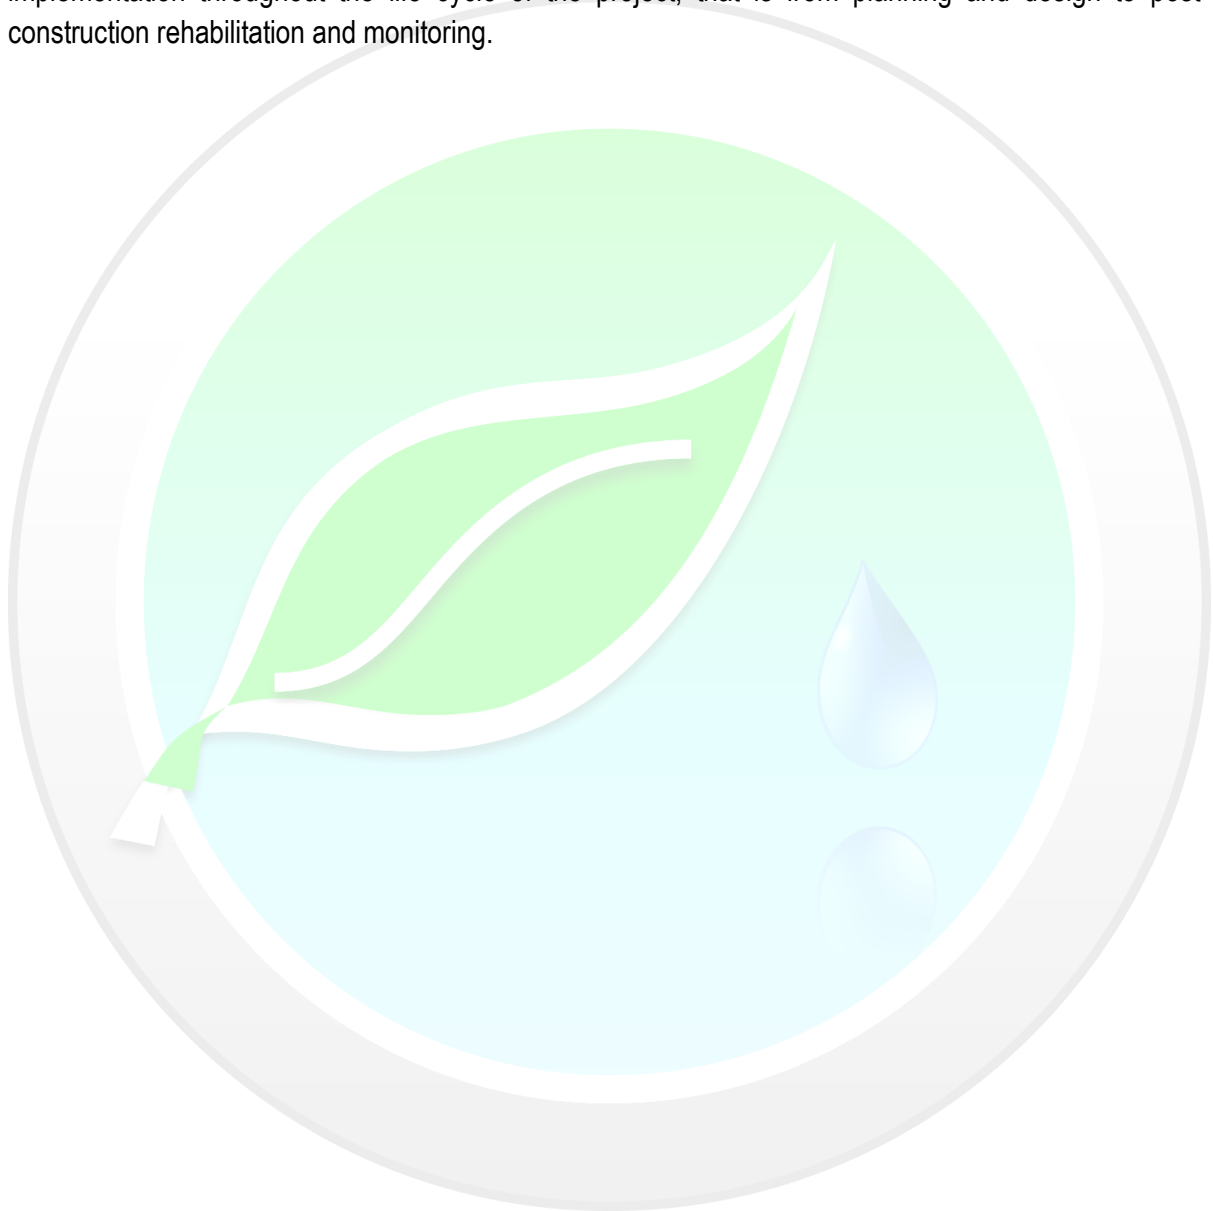 implementation throughout the life cycle of the project, that is from planning and design to post
construction rehabilitation and monitoring.